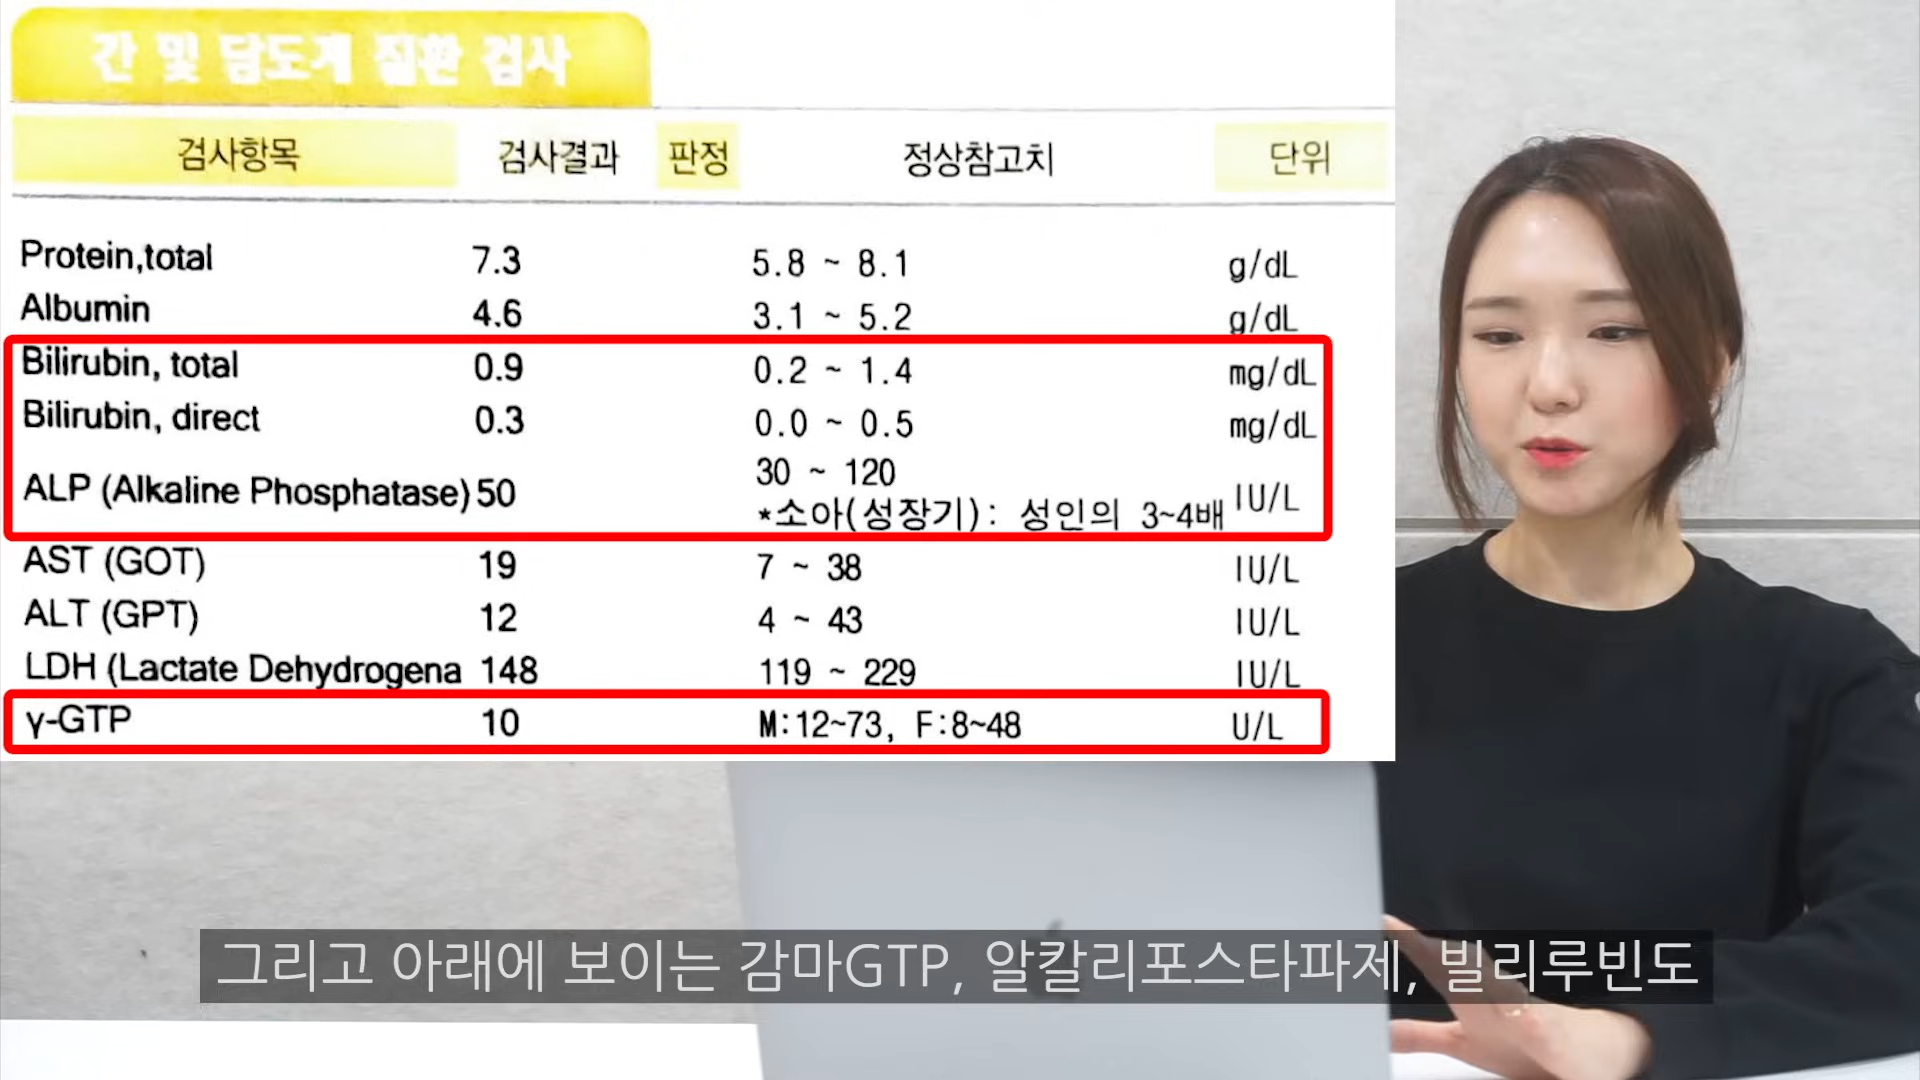 간 및 담도계 질환 검사
검사항목 검사결과 판정 정상참고치 단위
Protein,total 7.3 5.8 ~ 8.1 g/dL
Albumin 4.6 3.1 ~ 5.2 g/dL
Bilirubin, total 0.9 0.2 ~ 1.4 mg/dL
Bilirubin, direct 0.3 0.0 ~ 0.5 mg/dL
ALP (Alkaline Phosphatase) 50 30 ~ 120 IU/L
*소아(성장기): 성인의 3~4배
AST (GOT) 19 7 ~ 38 IU/L
ALT (GPT) 12 4 ~ 43 IU/L
LDH (Lactate Dehydrogena 148 119 ~ 229 IU/L
γ-GTP 10 M:12~73, F:8~48 U/L
그리고 아래에 보이는 감마GTP, 알칼리포스타파제, 빌리루빈도